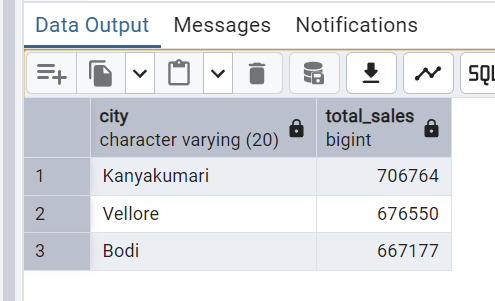 Data Output Messages Notifications
SQL
city total_sales
character varying (20) bigint
1 Kanyakumari 706764
2 Vellore 676550
3 Bodi 667177